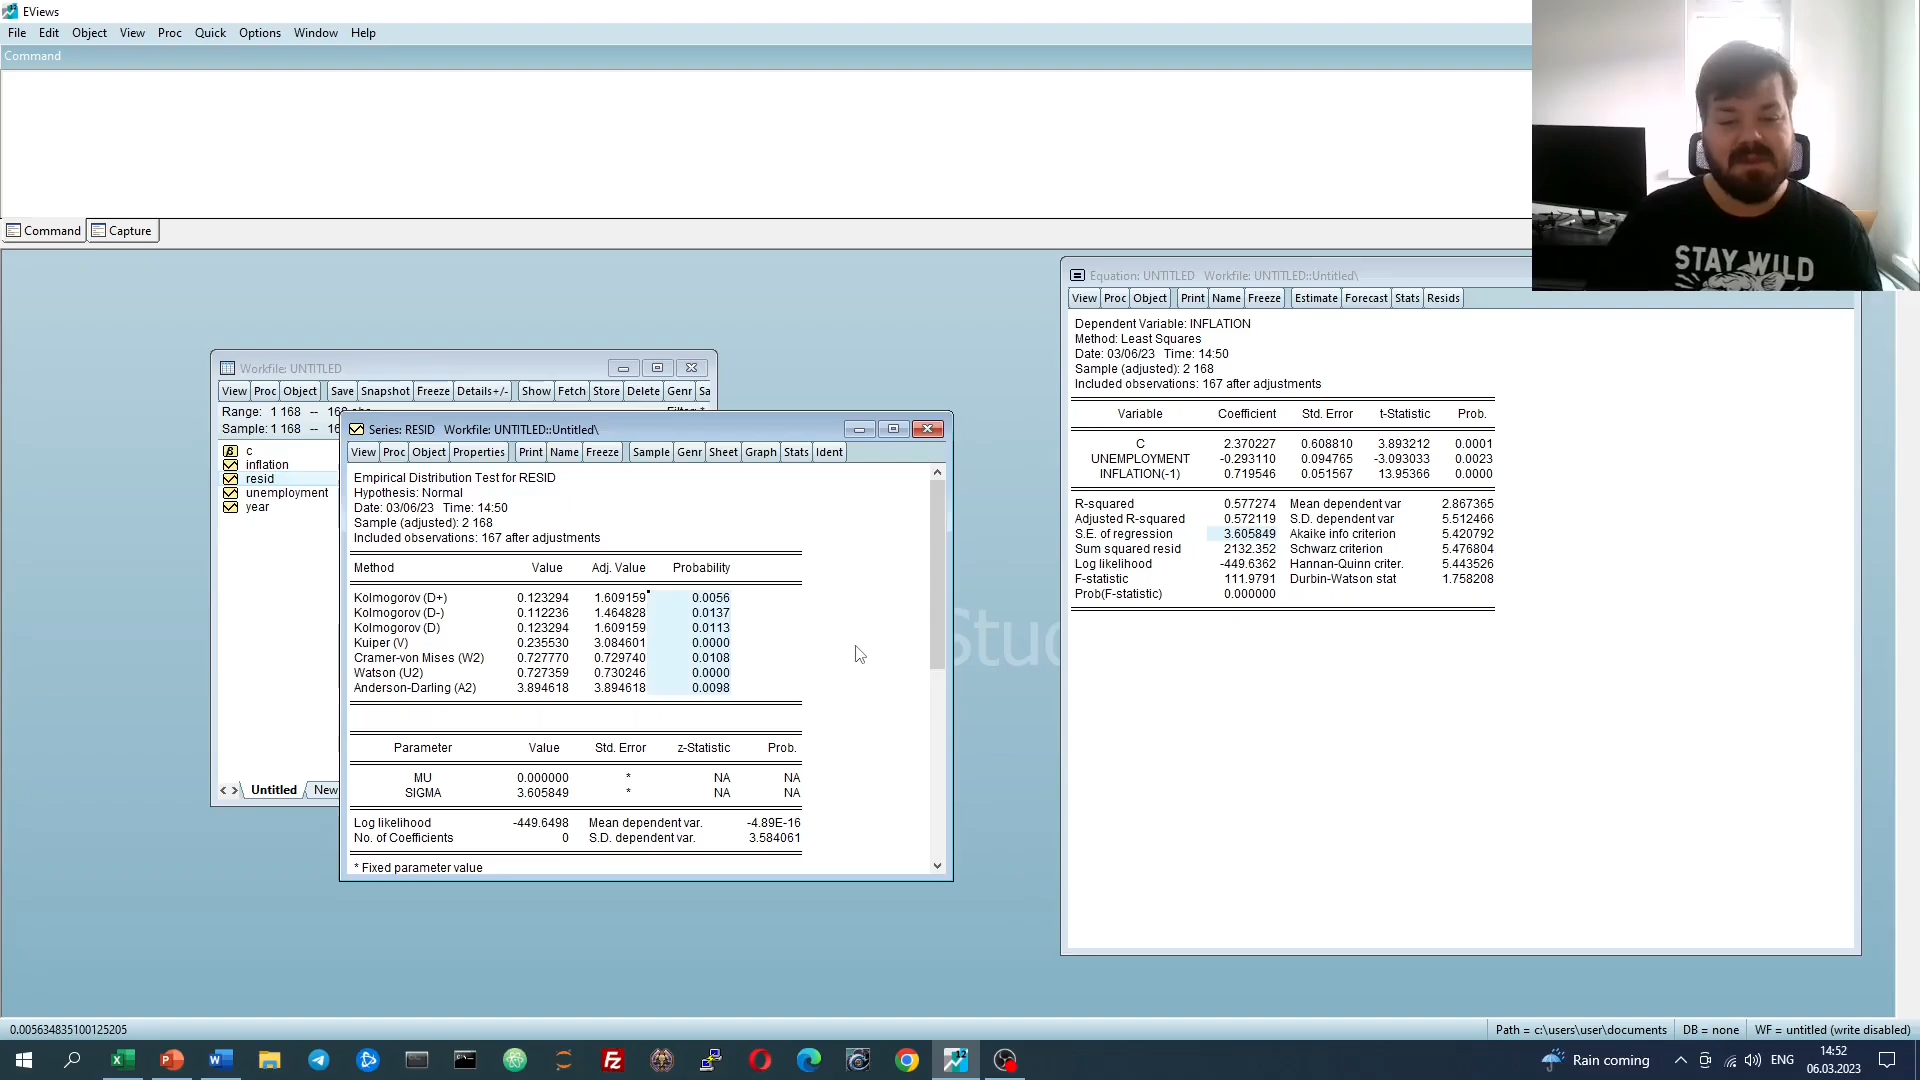 EViews
File Edit Object View Proc Quick Options Window Help
Command
Command Capture
STAY WILD
Workfile: UNTITLED
View Proc Object Save Snapshot Freeze Details+/- Show Fetch Store Delete Genr Sa
Range: 1 168 -- 168 obs
Sample: 1 168 -- 16
c
inflation
resid
unemployment
year
Untitled New
Series: RESID Workfile: UNTITLED::Untitled\
View Proc Object Properties Print Name Freeze Sample Genr Sheet Graph Stats Ident
Empirical Distribution Test for RESID
Hypothesis: Normal
Date: 03/06/23 Time: 14:50
Sample (adjusted): 2 168
Included observations: 167 after adjustments
Method Value Adj. Value Probability
Kolmogorov (D+) 0.123294 1.609159 0.0056
Kolmogorov (D-) 0.112236 1.464828 0.0137
Kolmogorov (D) 0.123294 1.609159 0.0113
Kuiper (V) 0.235530 3.084601 0.0000
Cramer-von Mises (W2) 0.727770 0.729740 0.0108
Watson (U2) 0.727359 0.730246 0.0000
Anderson-Darling (A2) 3.894618 3.894618 0.0098
Parameter Value Std. Error z-Statistic Prob.
MU 0.000000 * NA NA
SIGMA 3.605849 * NA NA
Log likelihood -449.6498 Mean dependent var. -4.89E-16
No. of Coefficients 0 S.D. dependent var. 3.584061
* Fixed parameter value
Equation: UNTITLED Workfile: UNTITLED::Untitled\
View Proc Object Print Name Freeze Estimate Forecast Stats Resids
Dependent Variable: INFLATION
Method: Least Squares
Date: 03/06/23 Time: 14:50
Sample (adjusted): 2 168
Included observations: 167 after adjustments
Variable Coefficient Std. Error t-Statistic Prob.
C 2.370227 0.608810 3.893212 0.0001
UNEMPLOYMENT -0.293110 0.094765 -3.093033 0.0023
INFLATION(-1) 0.719546 0.051567 13.95366 0.0000
R-squared 0.577274 Mean dependent var 2.867365
Adjusted R-squared 0.572119 S.D. dependent var 5.512466
S.E. of regression 3.605849 Akaike info criterion 5.420792
Sum squared resid 2132.352 Schwarz criterion 5.476804
Log likelihood -449.6362 Hannan-Quinn criter. 5.443526
F-statistic 111.9791 Durbin-Watson stat 1.758208
Prob(F-statistic) 0.000000
0.005634835100125205 Path = c:\users\user\documents DB = none WF = untitled (write disabled)
Rain coming ENG 14:52
06.03.2023